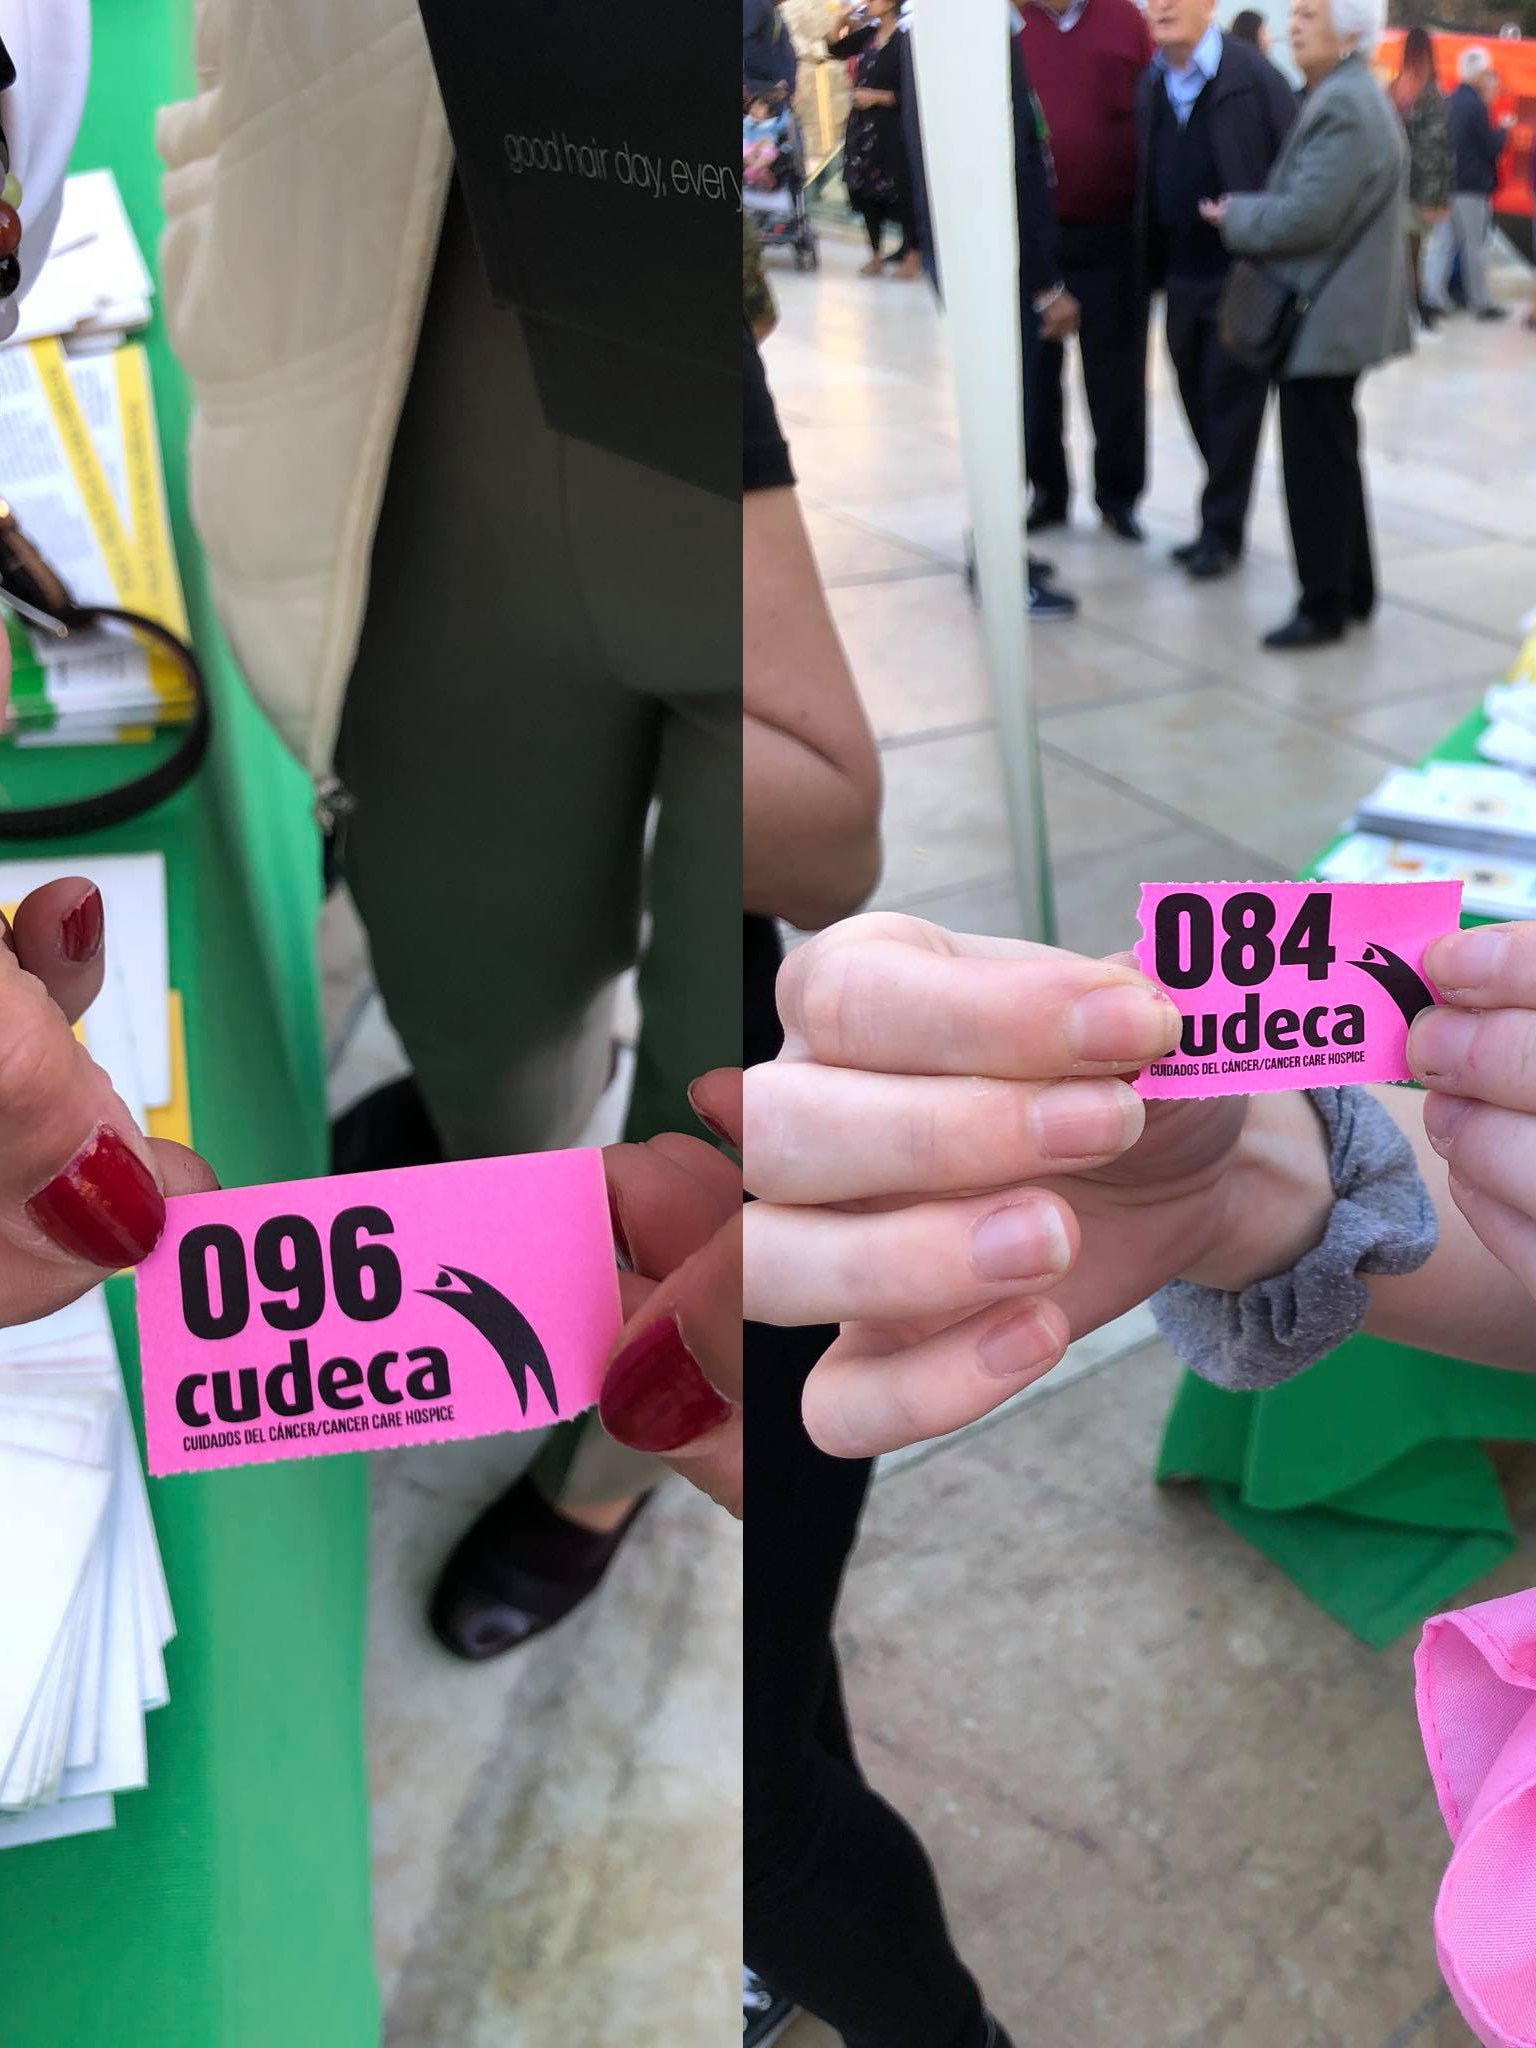 good hair day, every
096
cudeca
CUIDADOS DEL CÁNCER/CANCER CARE HOSPICE
084
cudeca
CUIDADOS DEL CÁNCER/CANCER CARE HOSPICE